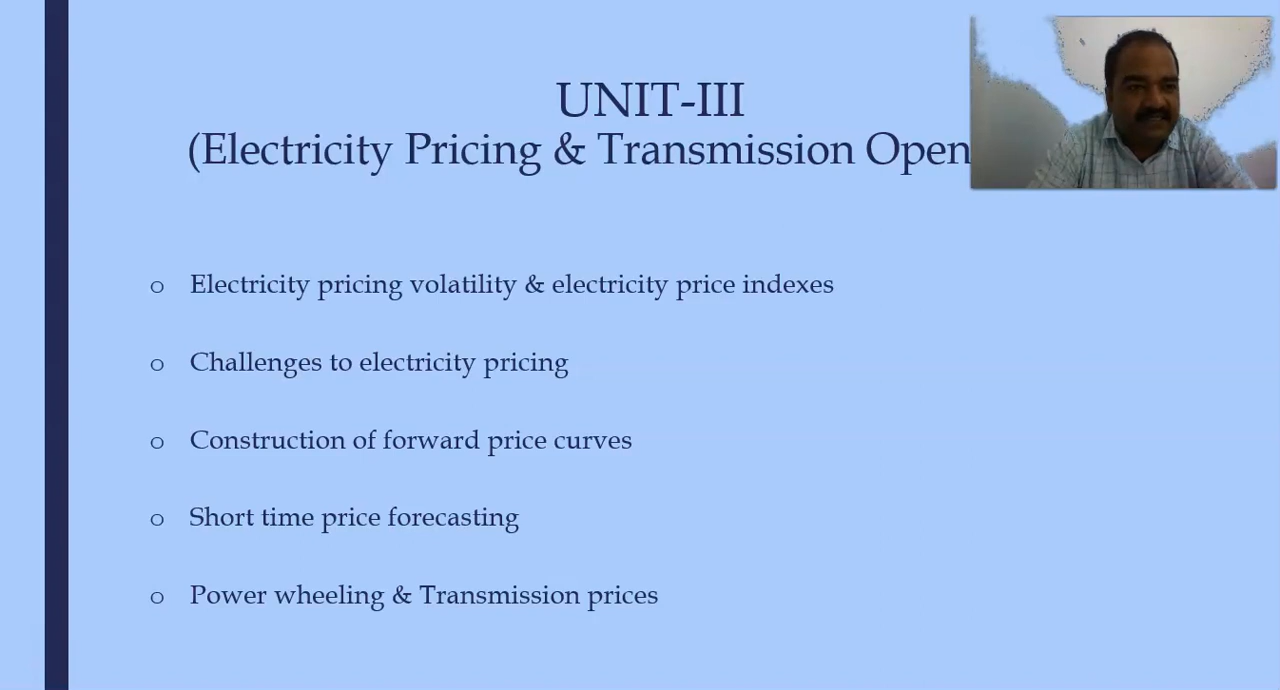 UNIT-III
(Electricity Pricing & Transmission Open
o Electricity pricing volatility & electricity price indexes
o Challenges to electricity pricing
o Construction of forward price curves
o Short time price forecasting
o Power wheeling & Transmission prices